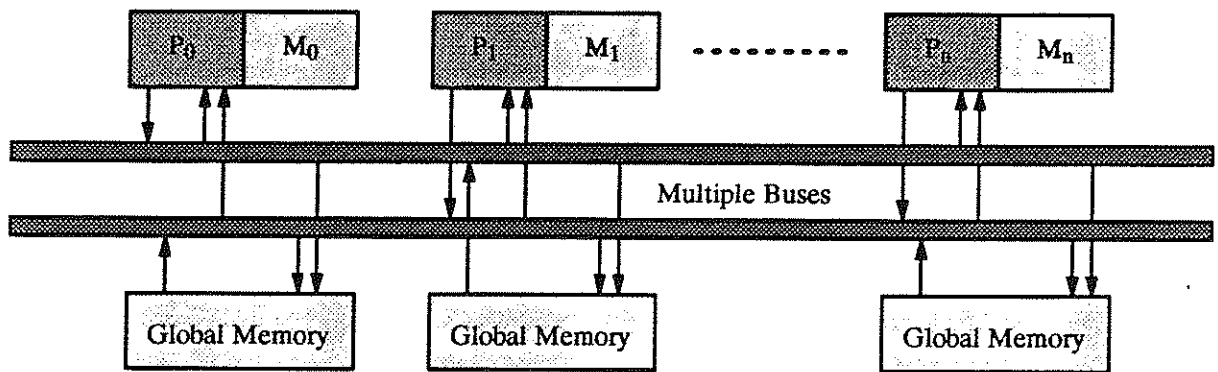 P₀ M₀ P₁ M₁ Pₙ Mₙ
Multiple Buses
Global Memory Global Memory Global Memory